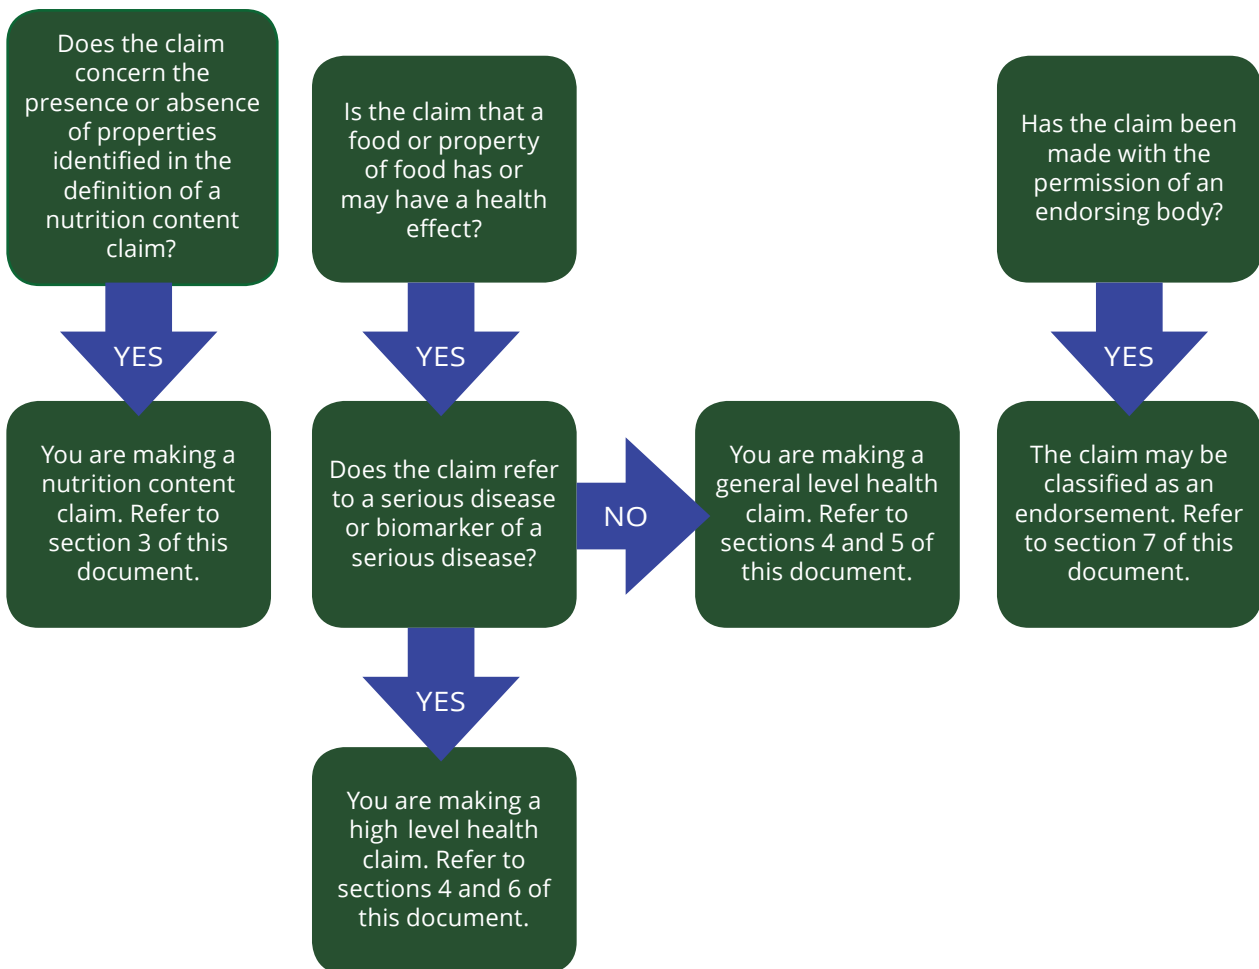 Does the claim
concern the
presence or absence
of properties
identified in the
definition of a
nutrition content
claim?
YES
You are making a
nutrition content
claim. Refer to
section 3 of this
document.
Is the claim that a
food or property
of food has or
may have a health
effect?
YES
Does the claim refer
to a serious disease
or biomarker of a
serious disease?
NO
You are making a
general level health
claim. Refer to
sections 4 and 5 of
this document.
YES
You are making a
high level health
claim. Refer to
sections 4 and 6 of
this document.
Has the claim been
made with the
permission of an
endorsing body?
YES
The claim may be
classified as an
endorsement. Refer
to section 7 of this
document.